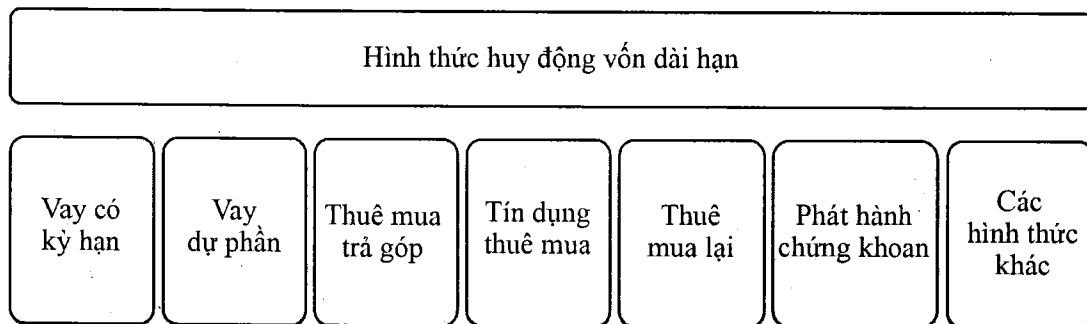 Hình thức huy động vốn dài hạn
Vay có
kỳ hạn
Vay
dự phần
Thuê mua
trả góp
Tín dụng
thuê mua
Thuê
mua lại
Phát hành
chứng khoan
Các
hình thức
khác